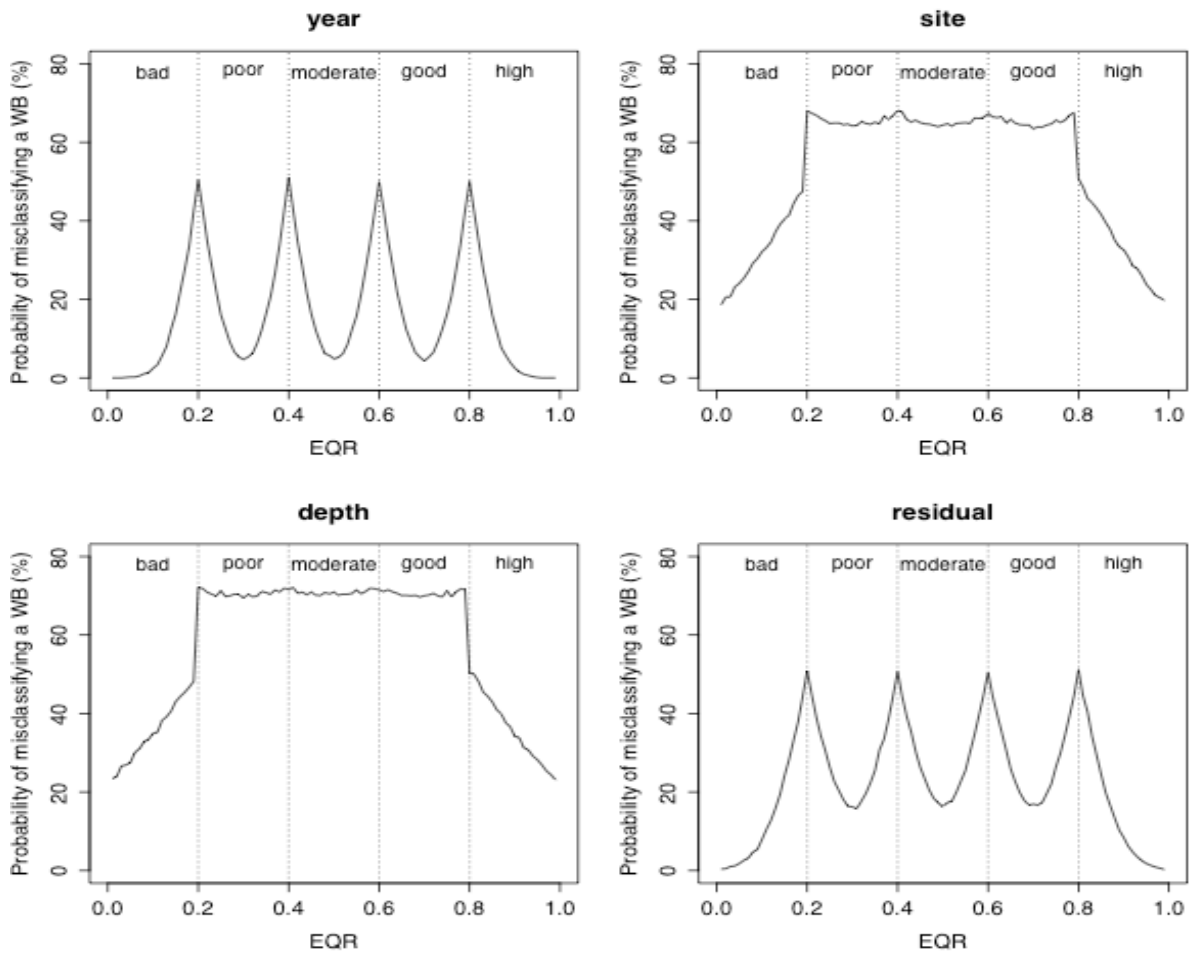 year
Probability of misclassifying a WB (%)
80
60
40
20
0
bad poor moderate good high
0.0 0.2 0.4 0.6 0.8 1.0
EQR
site
Probability of misclassifying a WB (%)
80
60
40
20
0
bad poor moderate good high
0.0 0.2 0.4 0.6 0.8 1.0
EQR
depth
Probability of misclassifying a WB (%)
80
60
40
20
0
bad poor moderate good high
0.0 0.2 0.4 0.6 0.8 1.0
EQR
residual
Probability of misclassifying a WB (%)
80
60
40
20
0
bad poor moderate good high
0.0 0.2 0.4 0.6 0.8 1.0
EQR